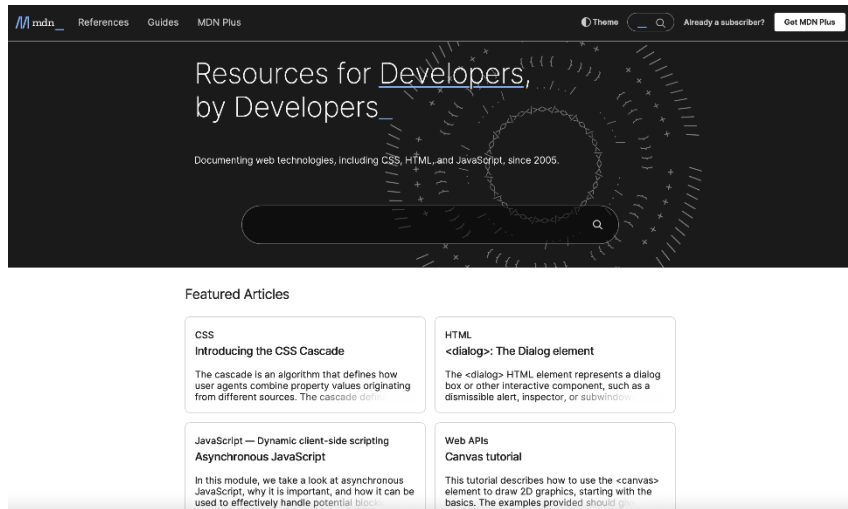 mdn_
References
Guides
MDN Plus
Theme
Already a subscriber?
Get MDN Plus
Resources for Developers,
by Developers_
Documenting web technologies, including CSS, HTML, and JavaScript, since 2005.
Featured Articles
CSS
Introducing the CSS Cascade
The cascade is an algorithm that defines how
user agents combine property values originating
from different sources. The cascade
HTML
<dialog>: The Dialog element
The <dialog> HTML element represents a dialog
box or other interactive component, such as a
dismissible alert, inspector, or subwindow
JavaScript — Dynamic client-side scripting
Asynchronous JavaScript
In this module, we take a look at asynchronous
JavaScript, why it is important, and how it can be
used to effectively handle potential
Web APIs
Canvas tutorial
This tutorial describes how to use the <canvas>
element to draw 2D graphics, starting with the
basics. The examples provided should